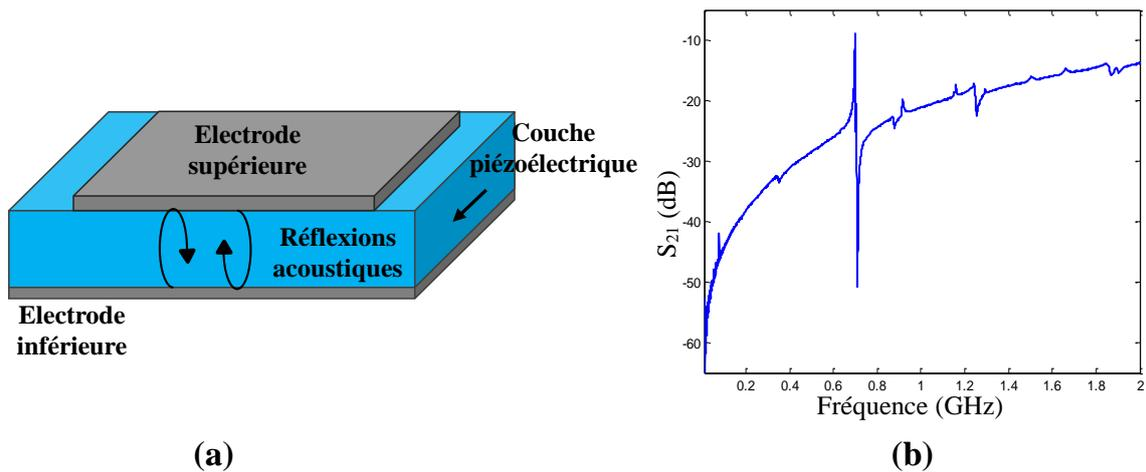 Electrode
supérieure
Couche
piézoélectrique
Réflexions
acoustiques
Electrode
inférieure
(a)
-10
-20
-30
-40
-50
-60
S21 (dB)
0.2 0.4 0.6 0.8 1 1.2 1.4 1.6 1.8 2
Fréquence (GHz)
(b)